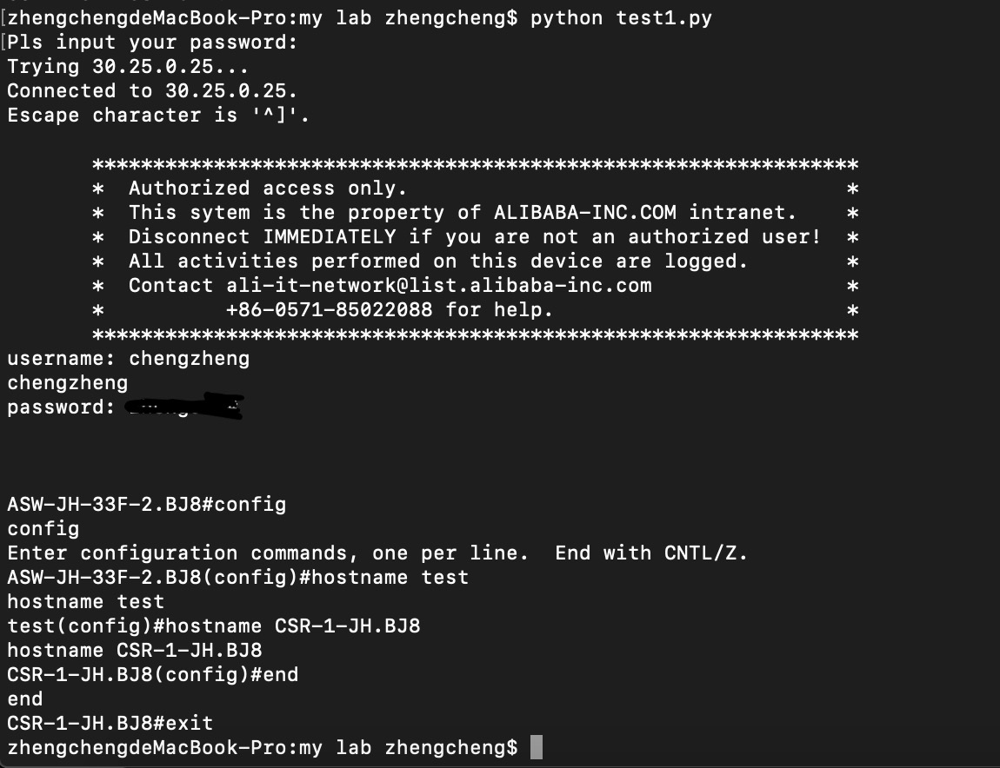 [zhengchengdeMacBook-Pro:my lab zhengcheng$ python test1.py
[Pls input your password:
Trying 30.25.0.25...
Connected to 30.25.0.25.
Escape character is '^]'.
***************************************************************
* Authorized access only. *
* This sytem is the property of ALIBABA-INC.COM intranet. *
* Disconnect IMMEDIATELY if you are not an authorized user! *
* All activities performed on this device are logged. *
* Contact ali-it-network@list.alibaba-inc.com *
* +86-0571-85022088 for help. *
***************************************************************
username: chengzheng
chengzheng
password:
ASW-JH-33F-2.BJ8#config
config
Enter configuration commands, one per line. End with CNTL/Z.
ASW-JH-33F-2.BJ8(config)#hostname test
hostname test
test(config)#hostname CSR-1-JH.BJ8
hostname CSR-1-JH.BJ8
CSR-1-JH.BJ8(config)#end
end
CSR-1-JH.BJ8#exit
zhengchengdeMacBook-Pro:my lab zhengcheng$